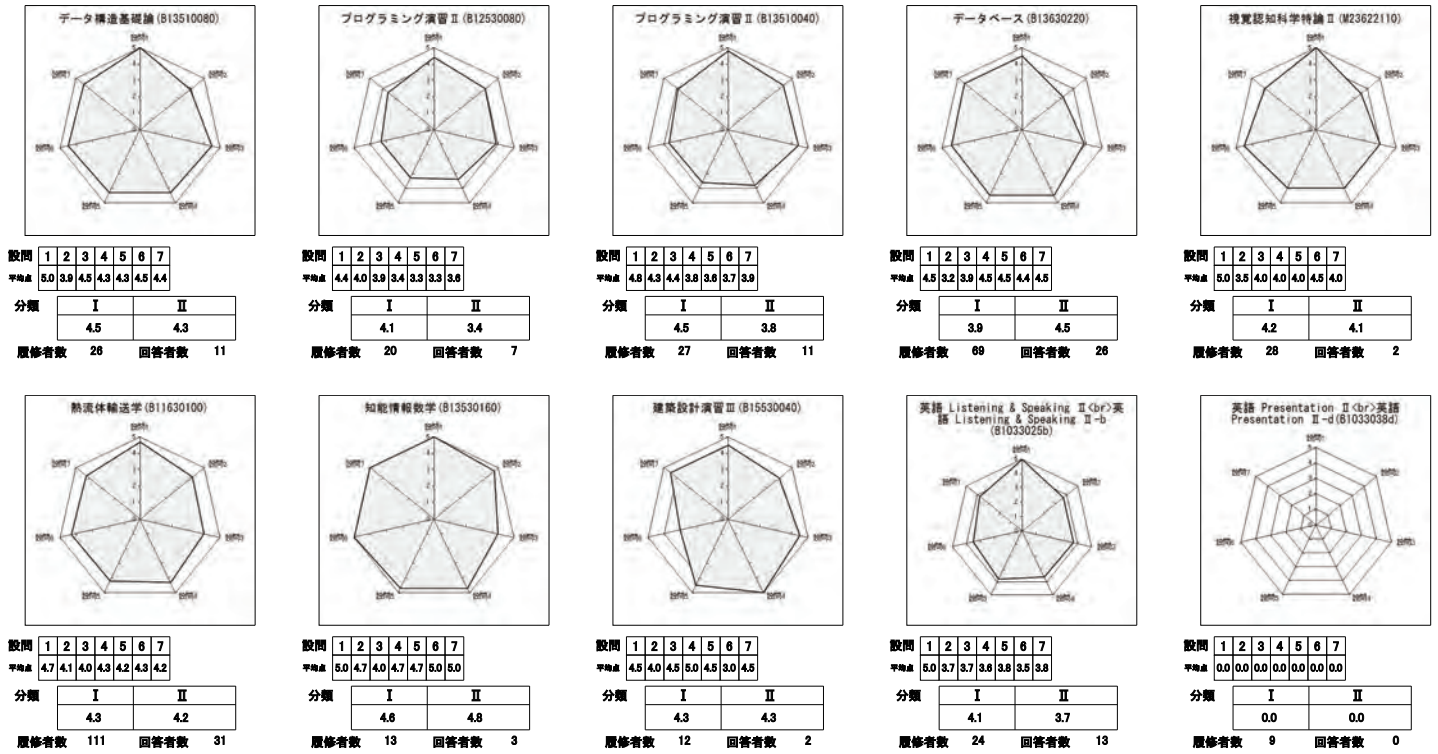 データ構造基礎論(B13510080)
設問 1 2 3 4 5 6 7
平均点 5.0 3.9 4.5 4.3 4.3 4.5 4.4
分類 Ⅰ Ⅱ
4.5 4.3
履修者数 26 回答者数 11
プログラミング演習Ⅱ(B12530080)
設問 1 2 3 4 5 6 7
平均点 4.4 4.0 3.9 3.4 3.3 3.3 3.6
分類 Ⅰ Ⅱ
4.1 3.4
履修者数 20 回答者数 7
プログラミング演習Ⅱ(B13510040)
設問 1 2 3 4 5 6 7
平均点 4.8 4.3 4.4 3.8 3.6 3.7 3.9
分類 Ⅰ Ⅱ
4.5 3.8
履修者数 27 回答者数 11
データベース(B13630220)
設問 1 2 3 4 5 6 7
平均点 4.5 3.2 3.9 4.5 4.5 4.4 4.5
分類 Ⅰ Ⅱ
3.9 4.5
履修者数 69 回答者数 26
視覚認知科学特論Ⅱ(M23622110)
設問 1 2 3 4 5 6 7
平均点 5.0 3.5 4.0 4.0 4.0 4.5 4.0
分類 Ⅰ Ⅱ
4.2 4.1
履修者数 28 回答者数 2
熱流体輸送学(B11630100)
設問 1 2 3 4 5 6 7
平均点 4.7 4.1 4.0 4.3 4.2 4.3 4.2
分類 Ⅰ Ⅱ
4.3 4.2
履修者数 111 回答者数 31
知能情報数学(B13530160)
設問 1 2 3 4 5 6 7
平均点 5.0 4.7 4.0 4.7 4.7 5.0 5.0
分類 Ⅰ Ⅱ
4.6 4.8
履修者数 13 回答者数 3
建築設計演習Ⅲ(B15530040)
設問 1 2 3 4 5 6 7
平均点 4.5 4.0 4.5 5.0 4.5 3.0 4.5
分類 Ⅰ Ⅱ
4.3 4.3
履修者数 12 回答者数 2
英語 Listening & Speaking Ⅱ<br>英
語 Listening & Speaking Ⅱ-b
(B1033025b)
設問 1 2 3 4 5 6 7
平均点 5.0 3.7 3.7 3.6 3.8 3.5 3.8
分類 Ⅰ Ⅱ
4.1 3.7
履修者数 24 回答者数 13
英語 Presentation Ⅱ<br>英語
Presentation Ⅱ-d(B1033038d)
設問 1 2 3 4 5 6 7
平均点 0.0 0.0 0.0 0.0 0.0 0.0 0.0
分類 Ⅰ Ⅱ
0.0 0.0
履修者数 9 回答者数 0